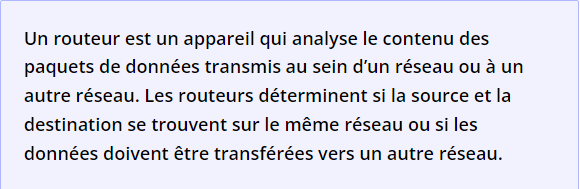 Un routeur est un appareil qui analyse le contenu des
paquets de données transmis au sein d’un réseau ou à un
autre réseau. Les routeurs déterminent si la source et la
destination se trouvent sur le même réseau ou si les
données doivent être transférées vers un autre réseau.